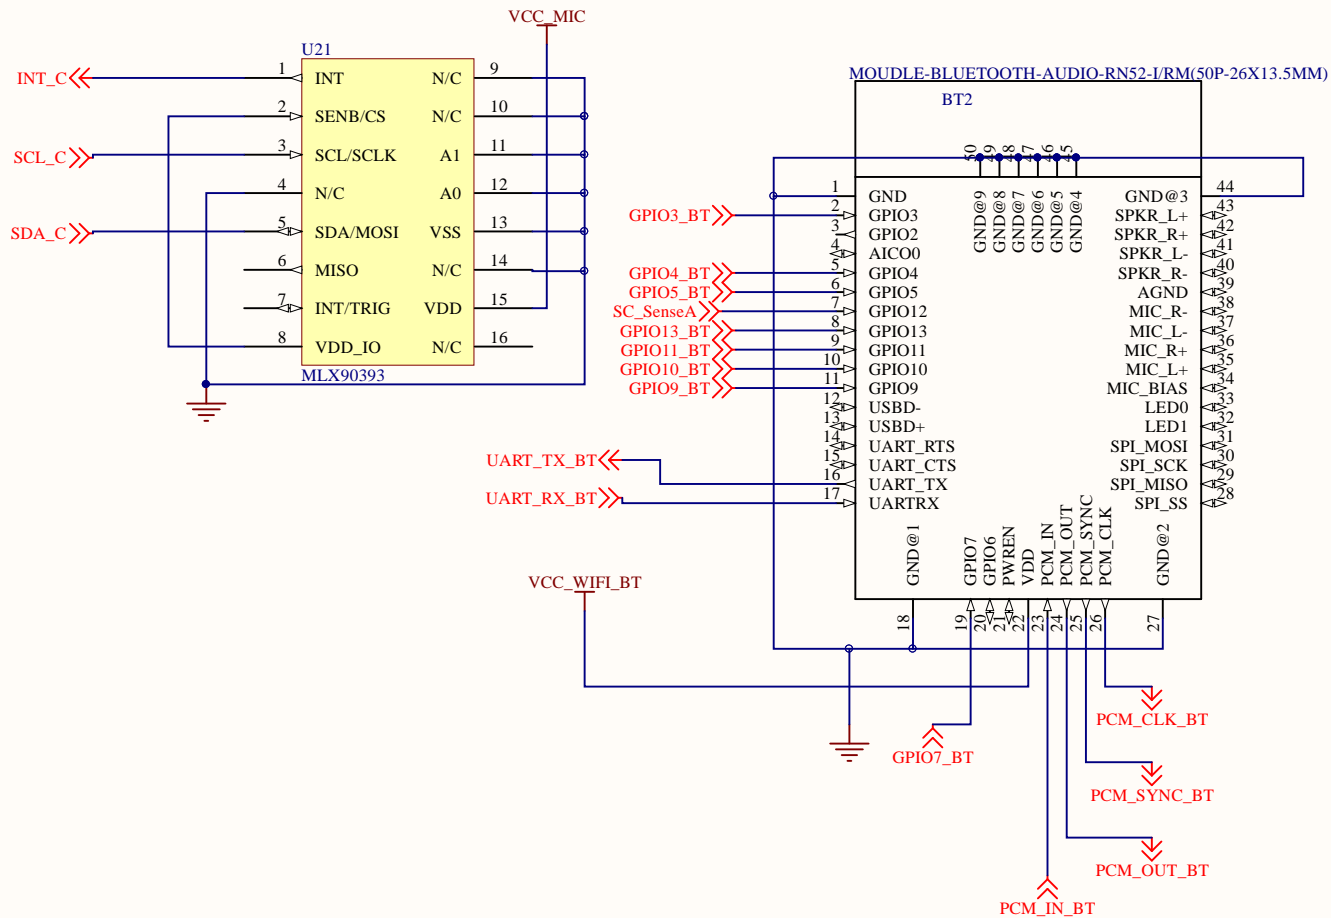 VCC_MIC
U21
INT_C
1 INT N/C 9
2 SENB/CS N/C 10
SCL_C
3 SCL/SCLK A1 11
4 N/C A0 12
SDA_C
5 SDA/MOSI VSS 13
6 MISO N/C 14
7 INT/TRIG VDD 15
8 VDD_IO N/C 16
MLX90393
MOUDLE-BLUETOOTH-AUDIO-RN52-I/RM(50P-26X13.5MM)
BT2
50 49 48 47 46 45
GND@9 GND@8 GND@7 GND@6 GND@5 GND@4
1 GND GND@3 44
GPIO3_BT 2 GPIO3 SPKR_L+ 43
3 GPIO2 SPKR_R+ 42
4 AICO0 SPKR_L- 41
GPIO4_BT 5 GPIO4 SPKR_R- 40
GPIO5_BT 6 GPIO5 AGND 39
SC_SenseA 7 GPIO12 MIC_R- 38
GPIO13_BT 8 GPIO13 MIC_L- 37
GPIO11_BT 9 GPIO11 MIC_R+ 36
GPIO10_BT 10 GPIO10 MIC_L+ 35
GPIO9_BT 11 GPIO9 MIC_BIAS 34
12 USBD- LED0 33
13 USBD+ LED1 32
14 UART_RTS SPI_MOSI 31
15 UART_CTS SPI_SCK 30
UART_TX_BT 16 UART_TX SPI_MISO 29
UART_RX_BT 17 UARTRX SPI_SS 28
GND@1 GPIO7 GPIO6 PWREN VDD PCM_IN PCM_OUT PCM_SYNC PCM_CLK GND@2
18 19 20 21 22 23 24 25 26 27
VCC_WIFI_BT
PCM_CLK_BT
GPIO7_BT
PCM_SYNC_BT
PCM_OUT_BT
PCM_IN_BT